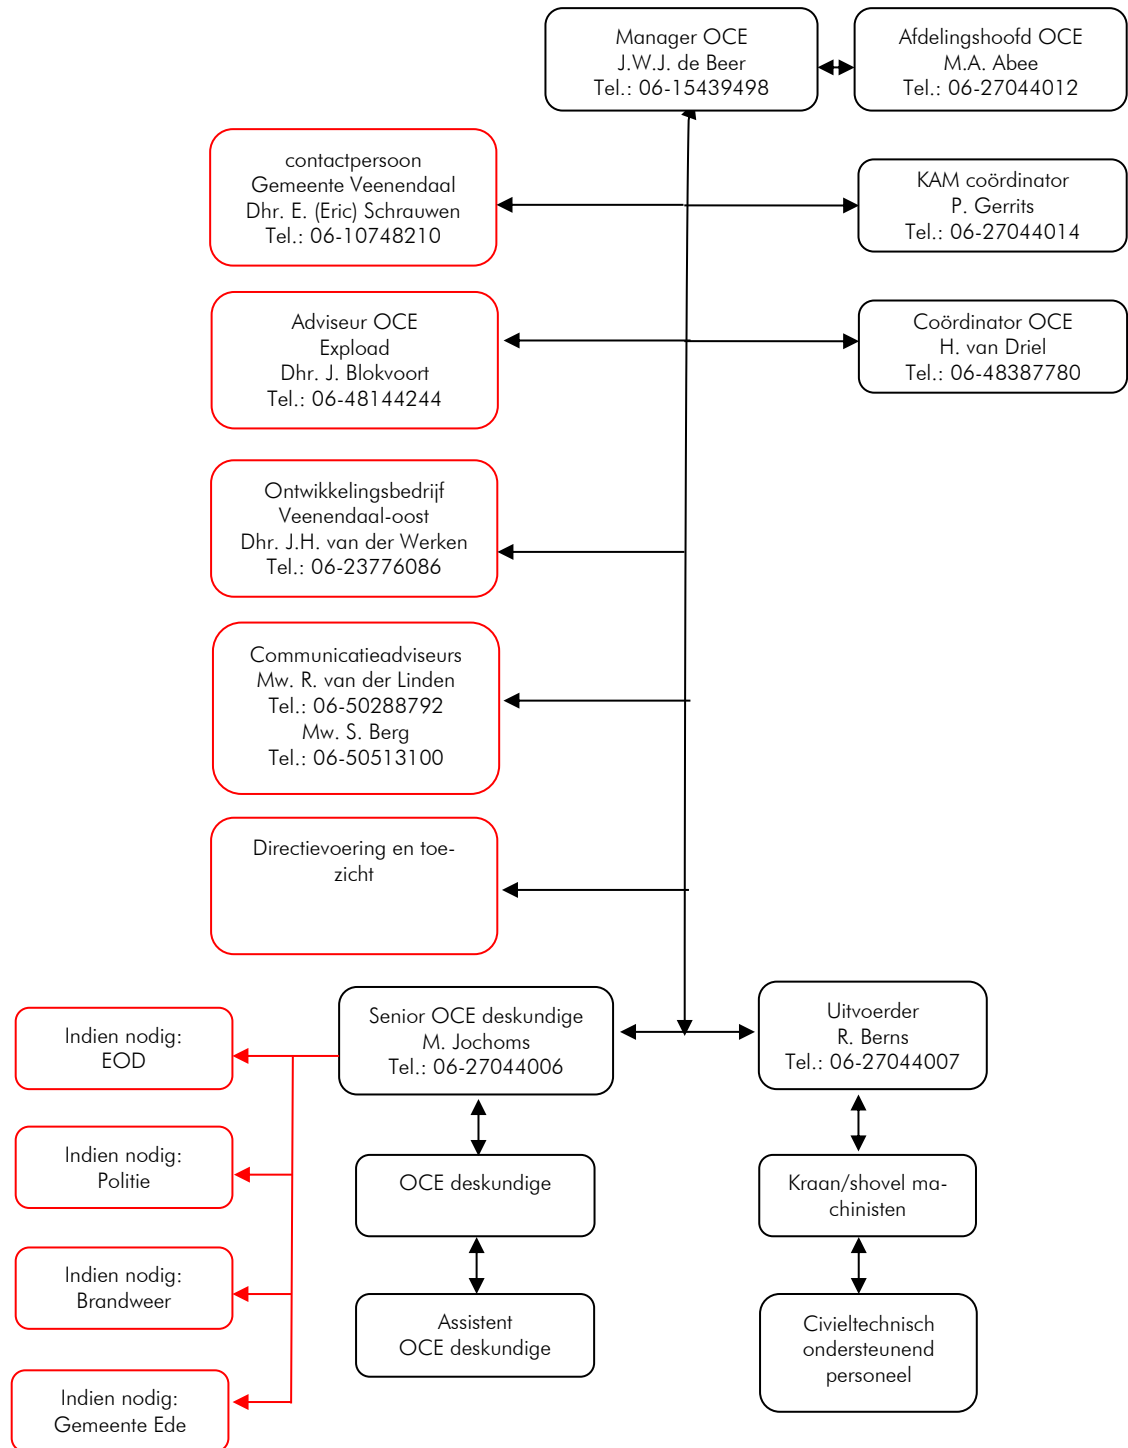 Manager OCE
J.W.J. de Beer
Tel.: 06-15439498
Afdelingshoofd OCE
M.A. Abee
Tel.: 06-27044012
contactpersoon
Gemeente Veenendaal
Dhr. E. (Eric) Schrauwen
Tel.: 06-10748210
KAM coördinator
P. Gerrits
Tel.: 06-27044014
Adviseur OCE
Expload
Dhr. J. Blokvoort
Tel.: 06-48144244
Coördinator OCE
H. van Driel
Tel.: 06-48387780
Ontwikkelingsbedrijf
Veenendaal-oost
Dhr. J.H. van der Werken
Tel.: 06-23776086
Communicatieadviseurs
Mw. R. van der Linden
Tel.: 06-50288792
Mw. S. Berg
Tel.: 06-50513100
Directievoering en toe-
zicht
Senior OCE deskundige
M. Jochoms
Tel.: 06-27044006
Uitvoerder
R. Berns
Tel.: 06-27044007
Indien nodig:
EOD
Indien nodig:
Politie
OCE deskundige
Kraan/shovel ma-
chinisten
Indien nodig:
Brandweer
Assistent
OCE deskundige
Civieltechnisch
ondersteunend
personeel
Indien nodig:
Gemeente Ede